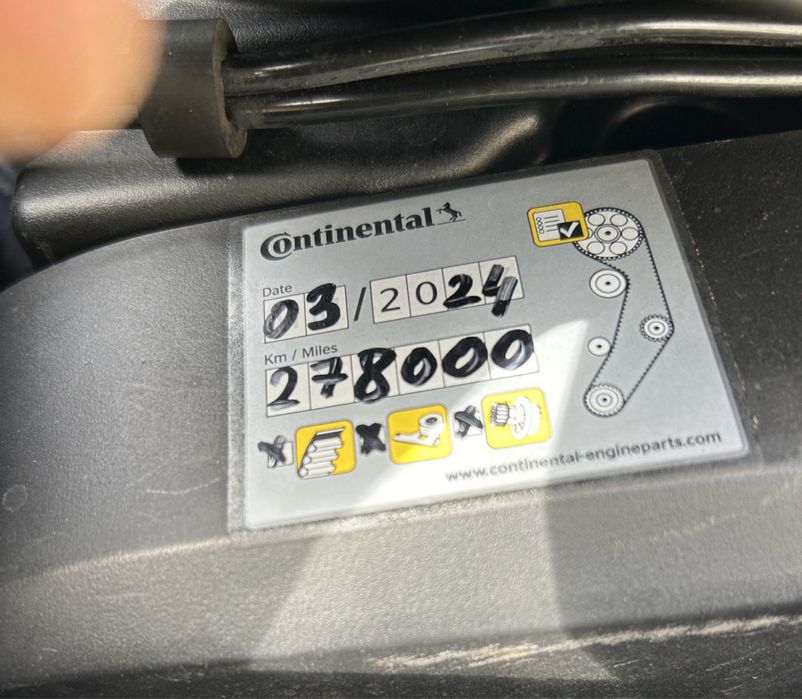 Continental
Date
03/2024
Km / Miles
278000
www.continental-engineparts.com